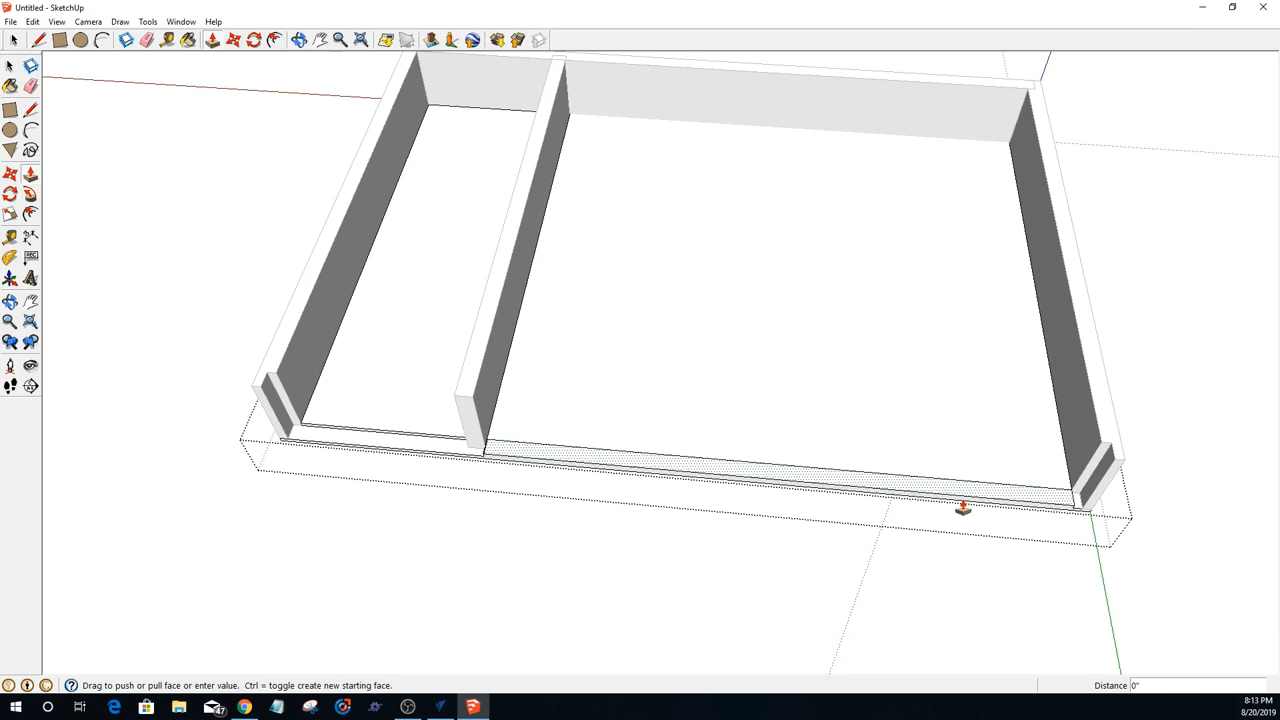 Untitled - SketchUp
File Edit View Camera Draw Tools Window Help
Drag to push or pull face or enter value. Ctrl = toggle create new starting face.
Distance 0"
47
8:13 PM
8/20/2019